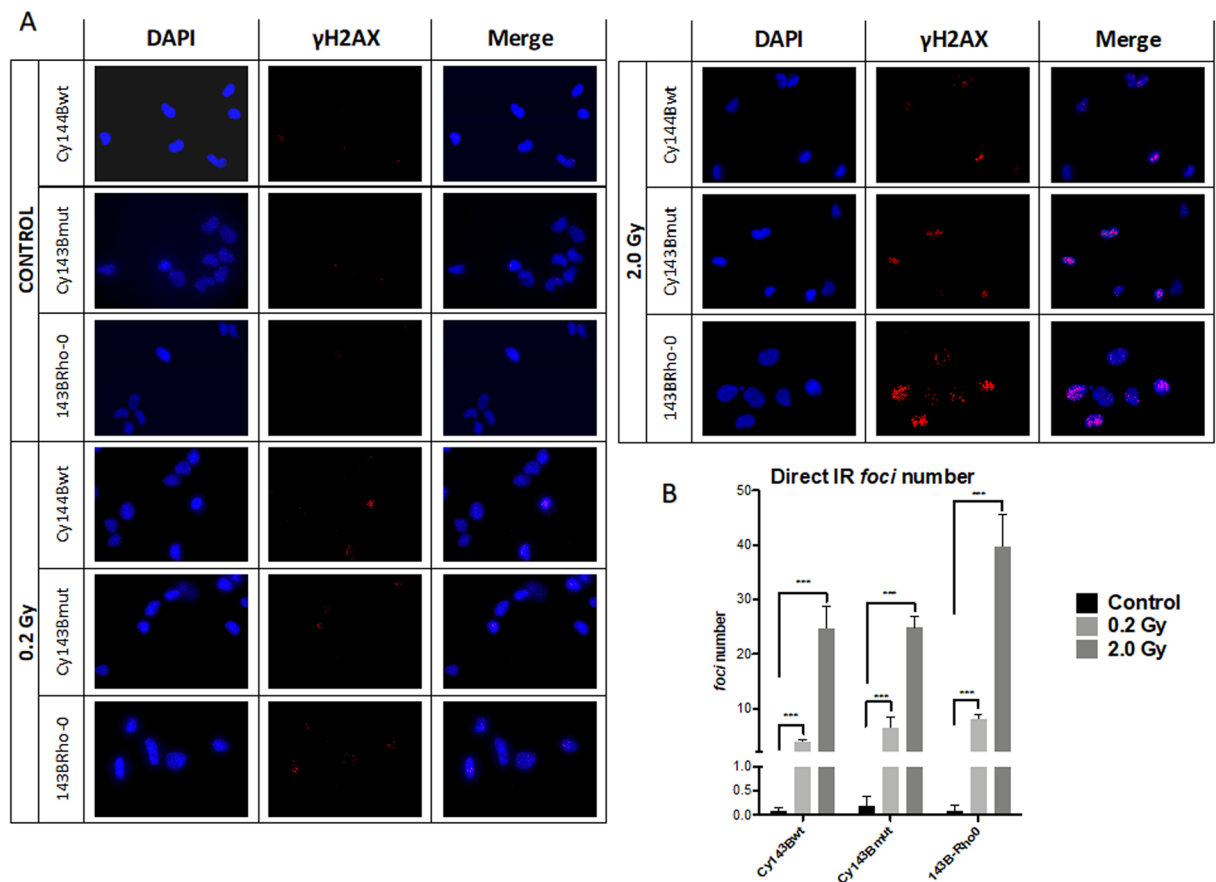 A
DAPI γH2AX Merge
CONTROL
Cy144Bwt
Cy143Bmut
143BRho-0
0.2 Gy
Cy144Bwt
Cy143Bmut
143BRho-0
DAPI γH2AX Merge
2.0 Gy
Cy144Bwt
Cy143Bmut
143BRho-0
B
Direct IR foci number
foci number
50
40
30
20
10
1.0
0.5
0.0
***
***
***
***
***
***
Cy143Bwt
Cy143Bmut
143B-Rho0
Control
0.2 Gy
2.0 Gy